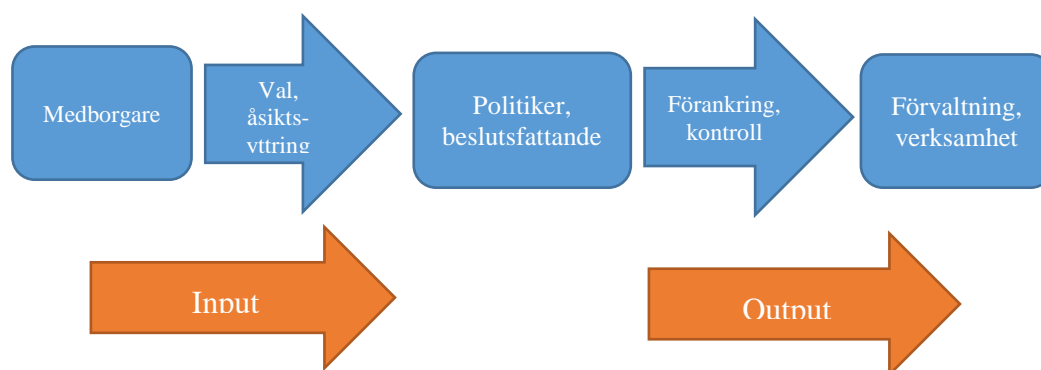 Medborgare
Val,
åsikts-
yttring
Politiker,
beslutsfattande
Förankring,
kontroll
Förvaltning,
verksamhet
Input
Output